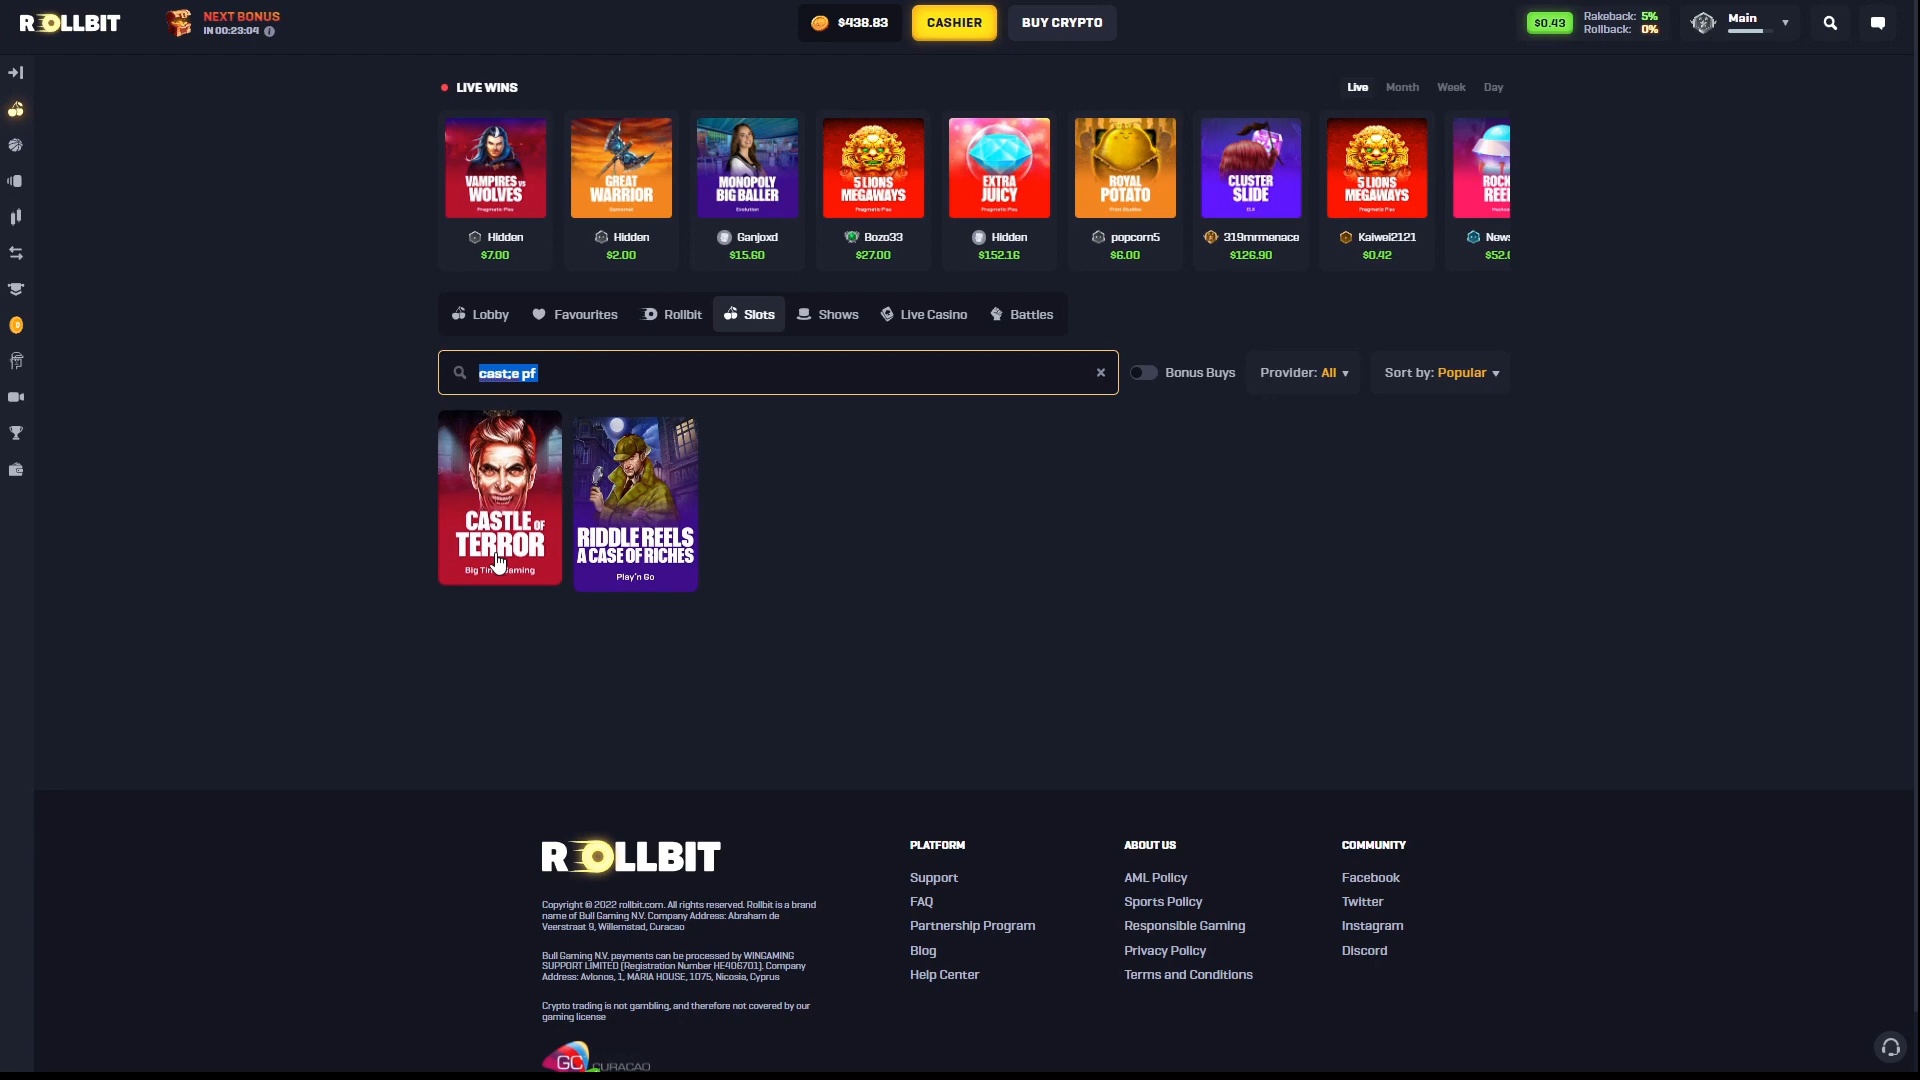 ROLLBIT
NEXT BONUS
IN 00:23:04
$438.83
CASHIER
BUY CRYPTO
$0.43
Rakeback: 5%
Rollback: 0%
Main
LIVE WINS
Live
Month
Week
Day
VAMPIRES VS
WOLVES
Hidden
$7.00
GREAT
WARRIOR
Hidden
$2.00
MONOPOLY
BIG BALLER
Evolution
Ganjoxd
$15.60
5 LIONS
MEGAWAYS
Bozo33
$27.00
EXTRA
JUICY
Hidden
$152.16
ROYAL
POTATO
popcorn5
$6.00
CLUSTER
SLIDE
319mrmenace
$126.90
5 LIONS
MEGAWAYS
Kaiwei2121
$0.42
ROCK
REE
News
Lobby
Favourites
Rollbit
Slots
Shows
Live Casino
Battles
cast;e pf
Bonus Buys
Provider: All
Sort by: Popular
CASTLE OF
TERROR
RIDDLE REELS
A CASE OF RICHES
Play'n Go
ROLLBIT
Copyright © 2022 rollbit.com. All rights reserved. Rollbit is a brand
name of Bull Gaming N.V. Company Address: Abraham de
Veerstraat 9, Willemstad, Curacao
Bull Gaming N.V. payments can be processed by WINGAMING
SUPPORT LIMITED (Registration Number HE406701). Company
Address: Avlonos, 1, MARIA HOUSE, 1075, Nicosia, Cyprus
Crypto trading is not gambling, and therefore not covered by our
gaming license
GC CURACAO
PLATFORM
Support
FAQ
Partnership Program
Blog
Help Center
ABOUT US
AML Policy
Sports Policy
Responsible Gaming
Privacy Policy
Terms and Conditions
COMMUNITY
Facebook
Twitter
Instagram
Discord